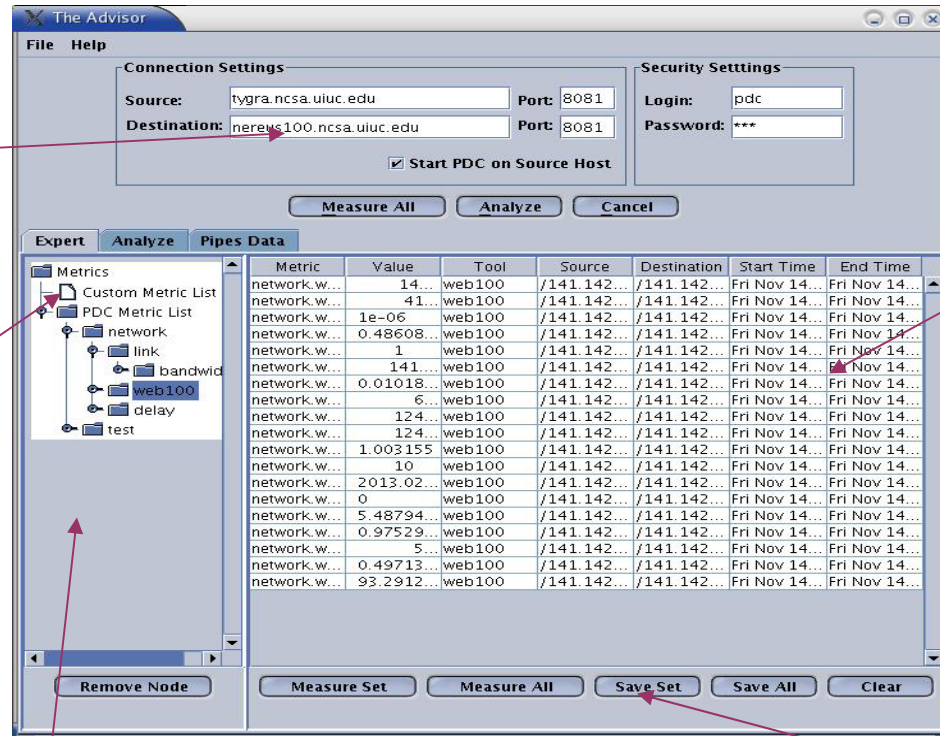 The Advisor
File Help
Connection Settings
Security Setttings
Source: tygra.ncsa.uiuc.edu Port: 8081
Login: pdc
Destination: nereus100.ncsa.uiuc.edu Port: 8081
Password: ***
Start PDC on Source Host
Measure All Analyze Cancel
Expert Analyze Pipes Data
Metrics
Custom Metric List
PDC Metric List
network
link
bandwid
web100
delay
test
Metric Value Tool Source Destination Start Time End Time
network.w... 14... web100 /141.142... /141.142... Fri Nov 14... Fri Nov 14...
network.w... 41... web100 /141.142... /141.142... Fri Nov 14... Fri Nov 14...
network.w... 1e-06 web100 /141.142... /141.142... Fri Nov 14... Fri Nov 14...
network.w... 0.48608... web100 /141.142... /141.142... Fri Nov 14... Fri Nov 14...
network.w... 1 web100 /141.142... /141.142... Fri Nov 14... Fri Nov 14...
network.w... 141.... web100 /141.142... /141.142... Fri Nov 14... Fri Nov 14...
network.w... 0.01018... web100 /141.142... /141.142... Fri Nov 14... Fri Nov 14...
network.w... 6... web100 /141.142... /141.142... Fri Nov 14... Fri Nov 14...
network.w... 124... web100 /141.142... /141.142... Fri Nov 14... Fri Nov 14...
network.w... 124... web100 /141.142... /141.142... Fri Nov 14... Fri Nov 14...
network.w... 1.003155 web100 /141.142... /141.142... Fri Nov 14... Fri Nov 14...
network.w... 10 web100 /141.142... /141.142... Fri Nov 14... Fri Nov 14...
network.w... 2013.02... web100 /141.142... /141.142... Fri Nov 14... Fri Nov 14...
network.w... 0 web100 /141.142... /141.142... Fri Nov 14... Fri Nov 14...
network.w... 5.48794... web100 /141.142... /141.142... Fri Nov 14... Fri Nov 14...
network.w... 0.97529... web100 /141.142... /141.142... Fri Nov 14... Fri Nov 14...
network.w... 5... web100 /141.142... /141.142... Fri Nov 14... Fri Nov 14...
network.w... 0.49713... web100 /141.142... /141.142... Fri Nov 14... Fri Nov 14...
network.w... 93.2912... web100 /141.142... /141.142... Fri Nov 14... Fri Nov 14...
Remove Node Measure Set Measure All Save Set Save All Clear